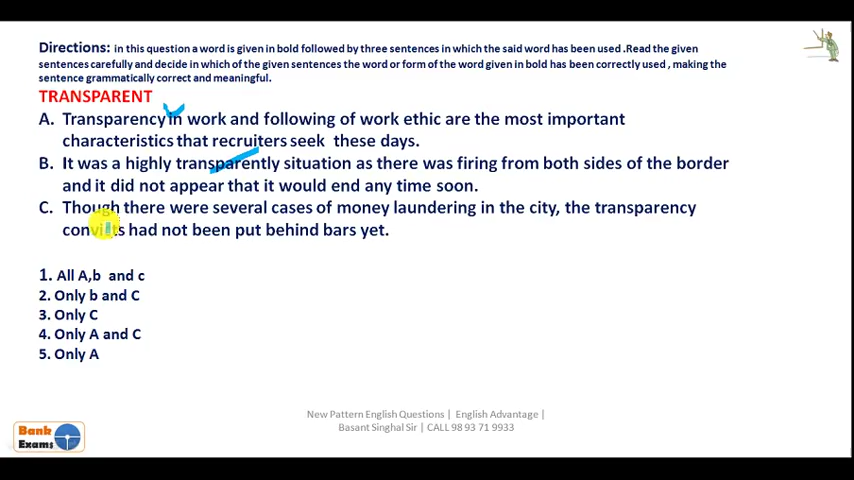 Directions: in this question a word is given in bold followed by three sentences in which the said word has been used .Read the given
sentences carefully and decide in which of the given sentences the word or form of the word given in bold has been correctly used , making the
sentence grammatically correct and meaningful.
TRANSPARENT
A. Transparency in work and following of work ethic are the most important
characteristics that recruiters seek these days.
B. It was a highly transparently situation as there was firing from both sides of the border
and it did not appear that it would end any time soon.
C. Though there were several cases of money laundering in the city, the transparency
convicts had not been put behind bars yet.
1. All A,b and c
2. Only b and C
3. Only C
4. Only A and C
5. Only A
New Pattern English Questions | English Advantage |
Basant Singhal Sir | CALL 98 93 71 9933
Bank
Exams